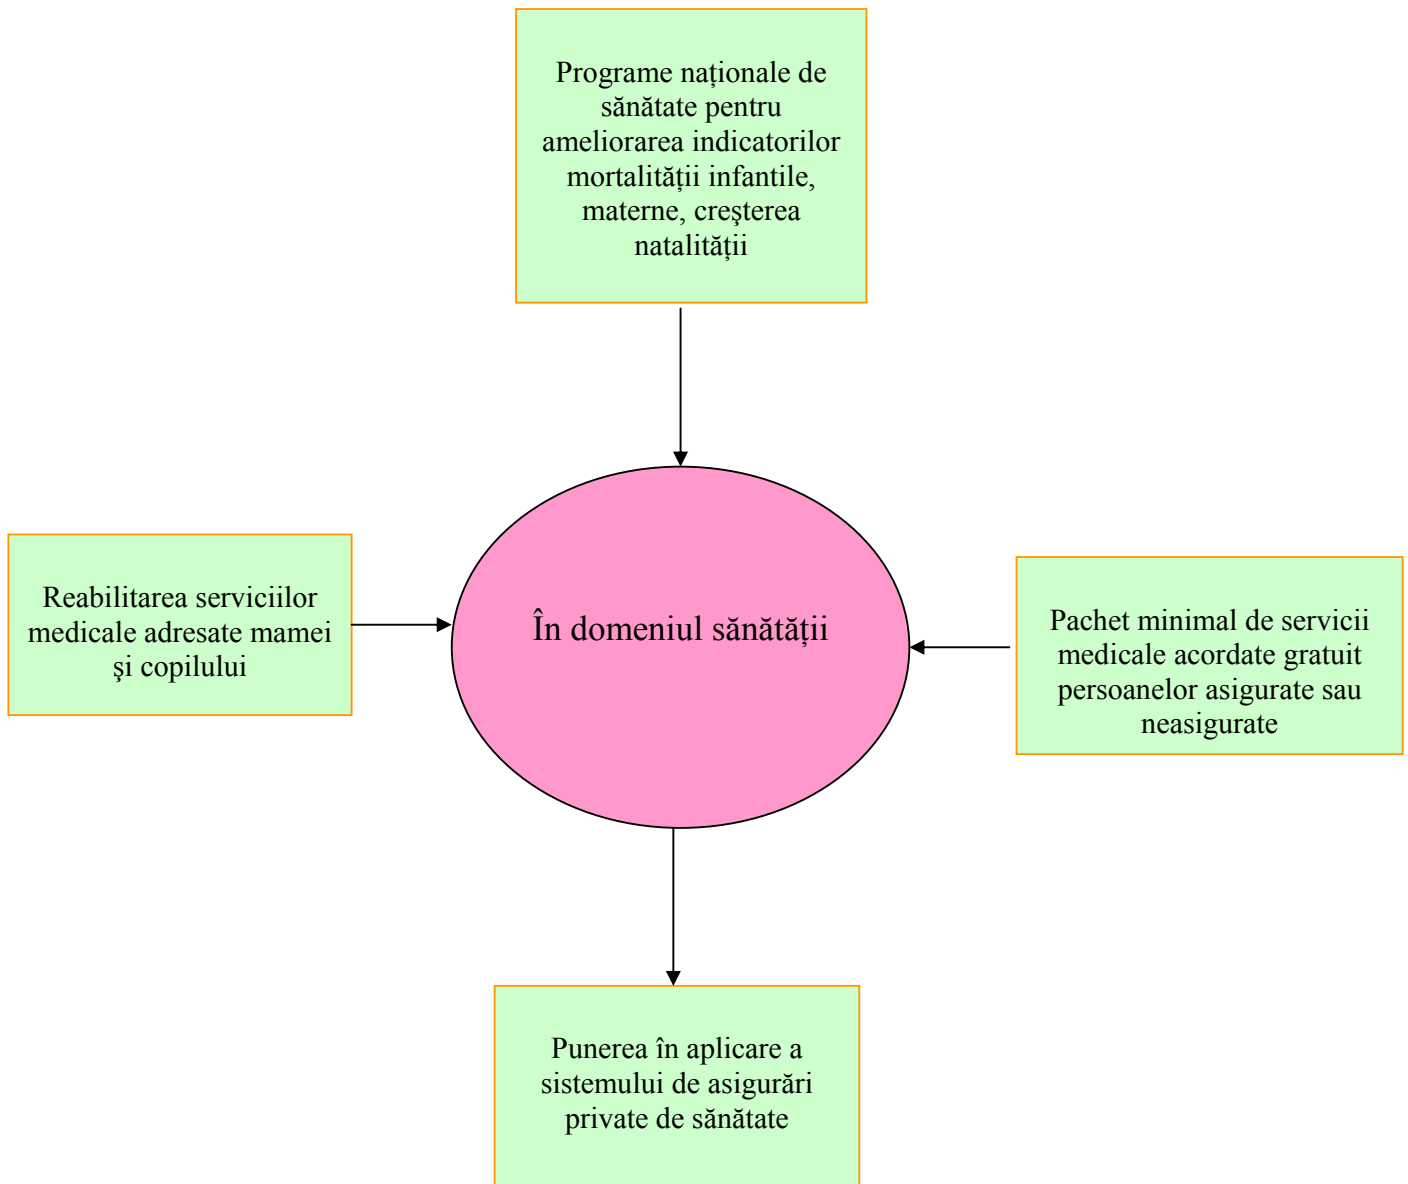 Programe naționale de
sănătate pentru
ameliorarea indicatorilor
mortalității infantile,
materne, creşterea
natalității
Reabilitarea serviciilor
medicale adresate mamei
şi copilului
În domeniul sănătății
Pachet minimal de servicii
medicale acordate gratuit
persoanelor asigurate sau
neasigurate
Punerea în aplicare a
sistemului de asigurări
private de sănătate